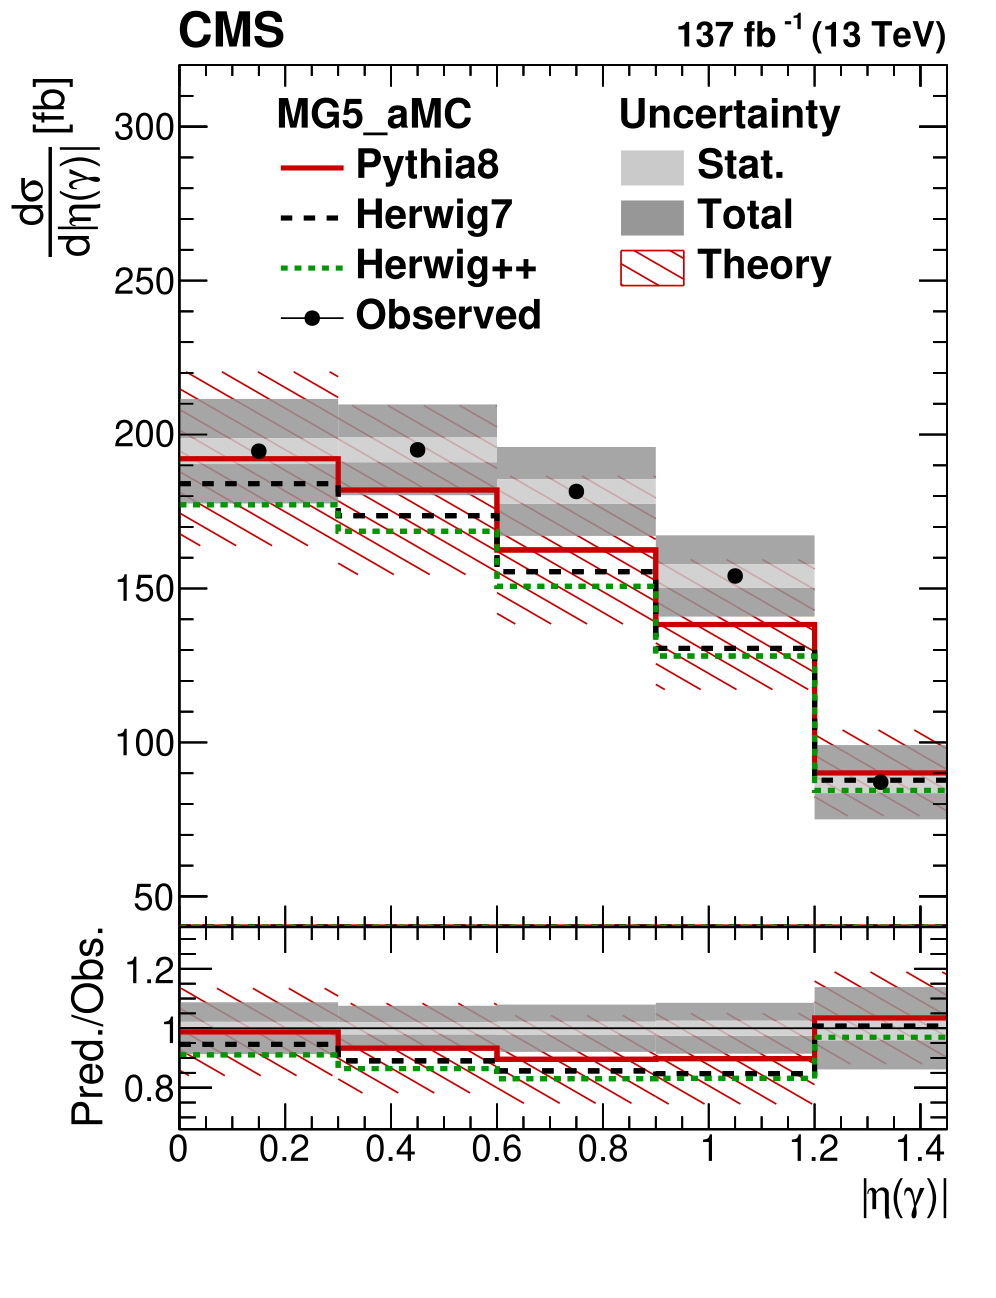 CMS
137 fb -1 (13 TeV)
dσ
d|η(γ)|
[fb]
MG5_aMC
Pythia8
Herwig7
Herwig++
Observed
Uncertainty
Stat.
Total
Theory
300
250
200
150
100
50
Pred./Obs.
1.2
1
0.8
0 0.2 0.4 0.6 0.8 1 1.2 1.4
|η(γ)|